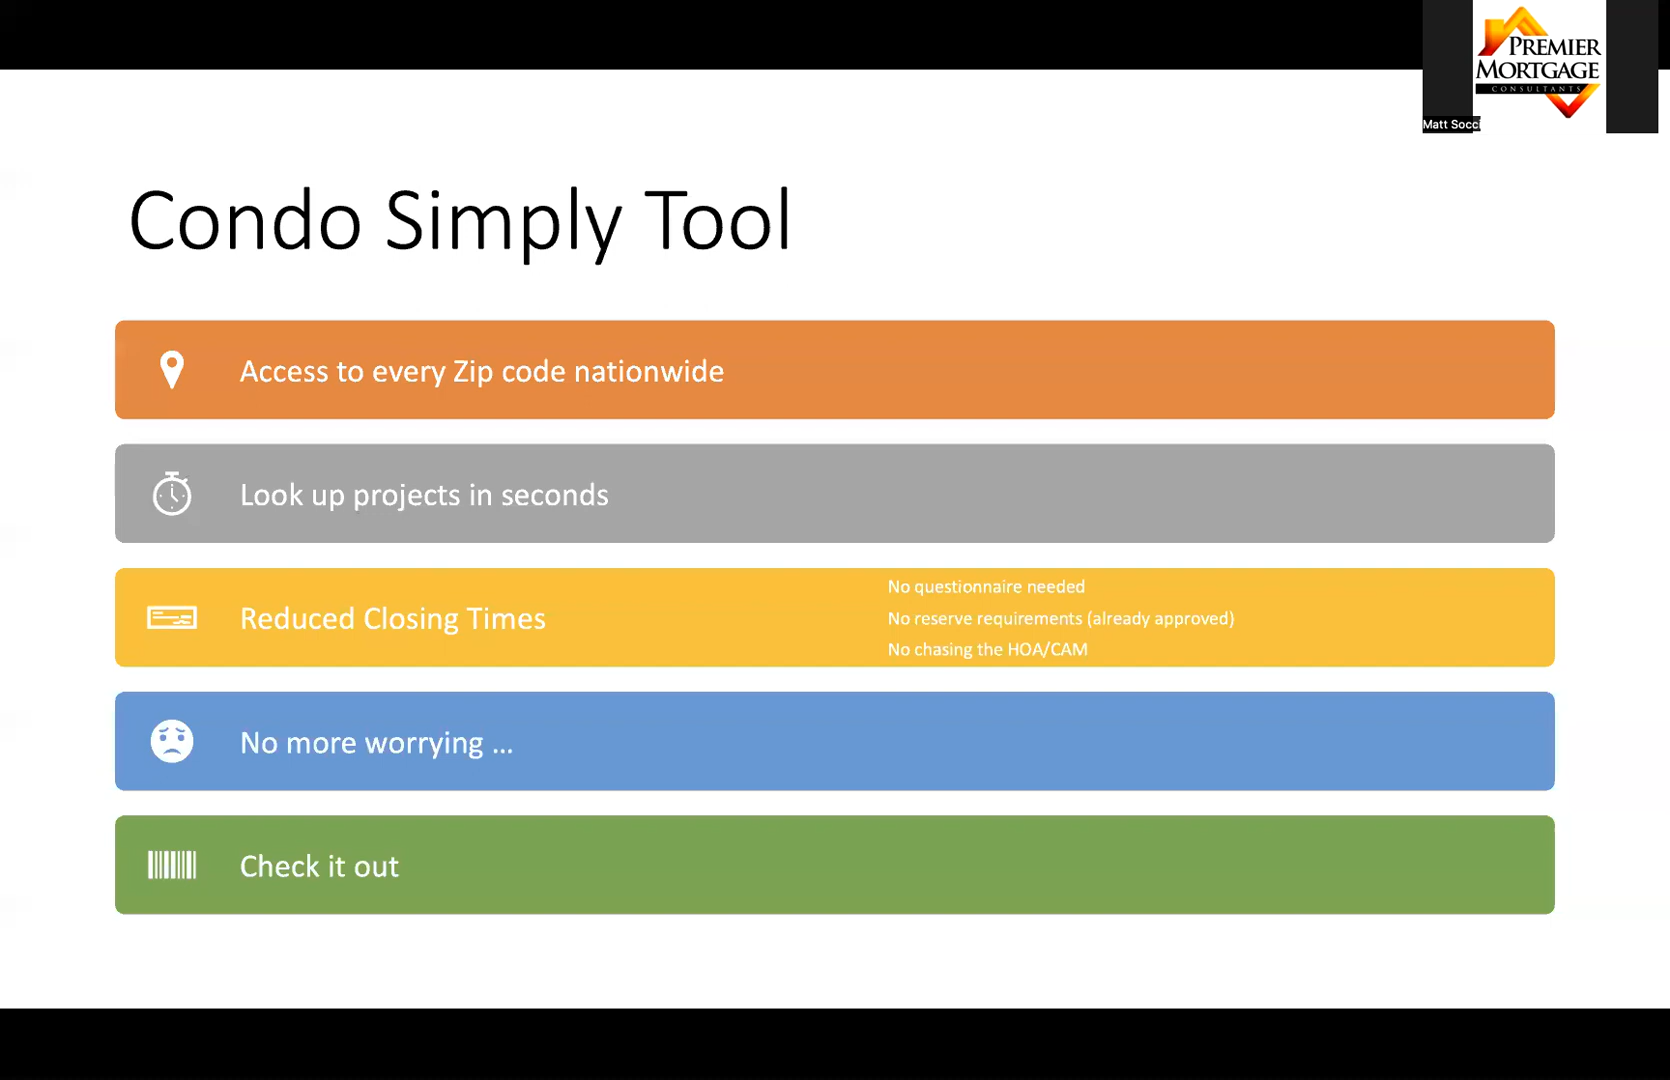 PREMIER
MORTGAGE
CONSULTANTS
Matt Socci
Condo Simply Tool
Access to every Zip code nationwide
Look up projects in seconds
Reduced Closing Times
No questionnaire needed
No reserve requirements (already approved)
No chasing the HOA/CAM
No more worrying ...
Check it out